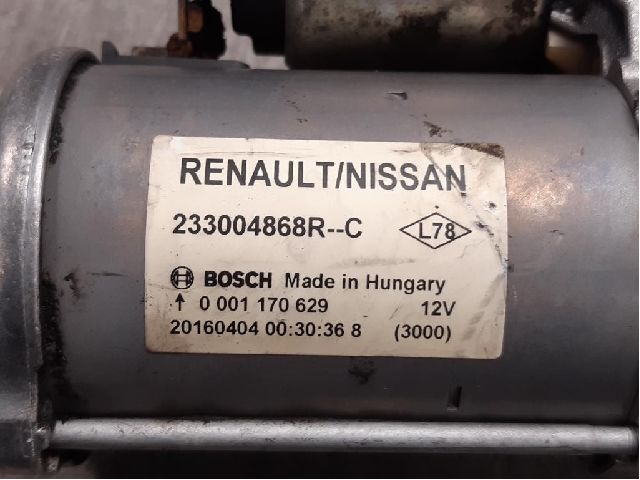 RENAULT/NISSAN
233004868R--C L78
BOSCH Made in Hungary
↑ 0 001 170 629 12V
20160404 00:30:36 8 (3000)